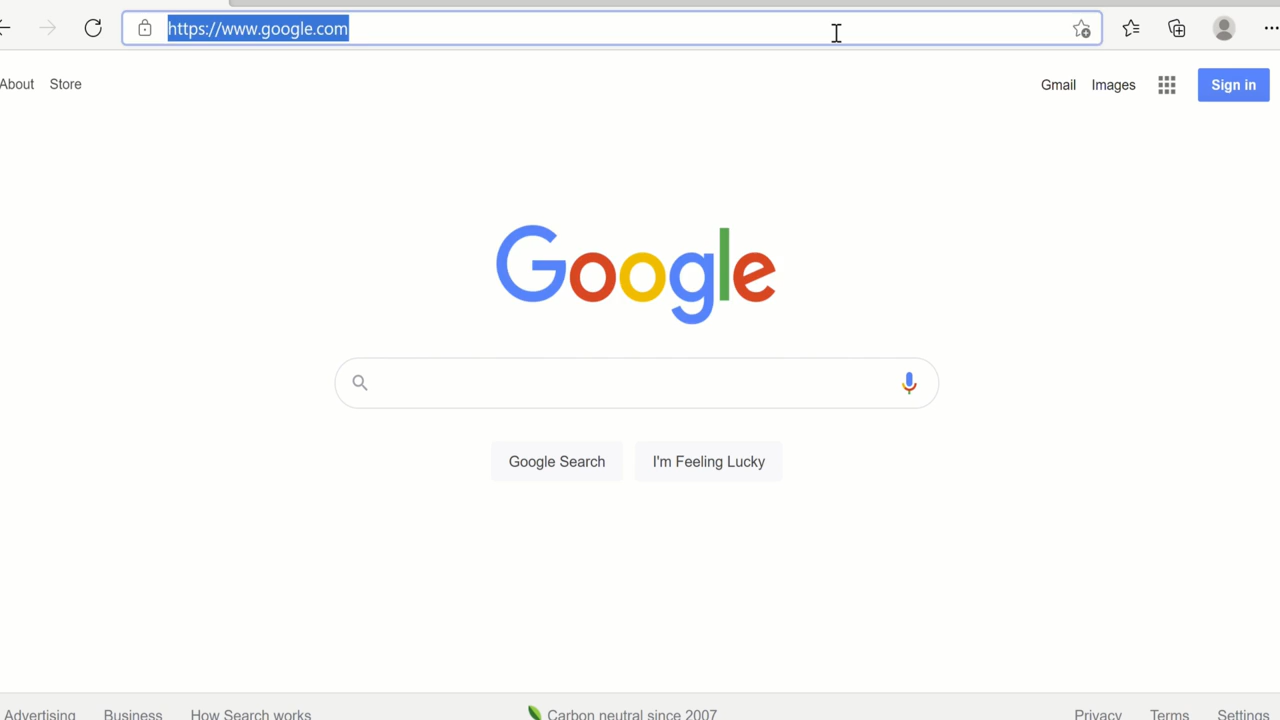 https://www.google.com
About Store Gmail Images Sign in
Google
Google Search I'm Feeling Lucky
Advertising Business How Search works Carbon neutral since 2007 Privacy Terms Settings